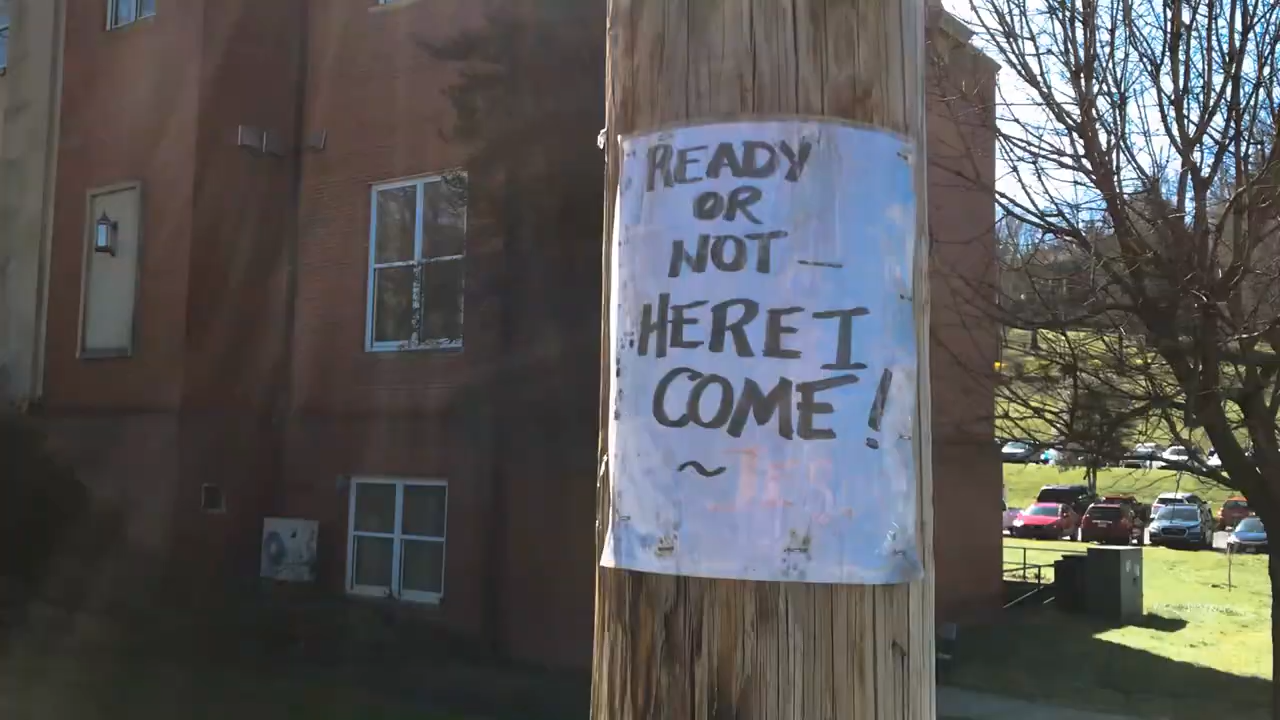 READY
OR
NOT —
HERE I
COME!
~